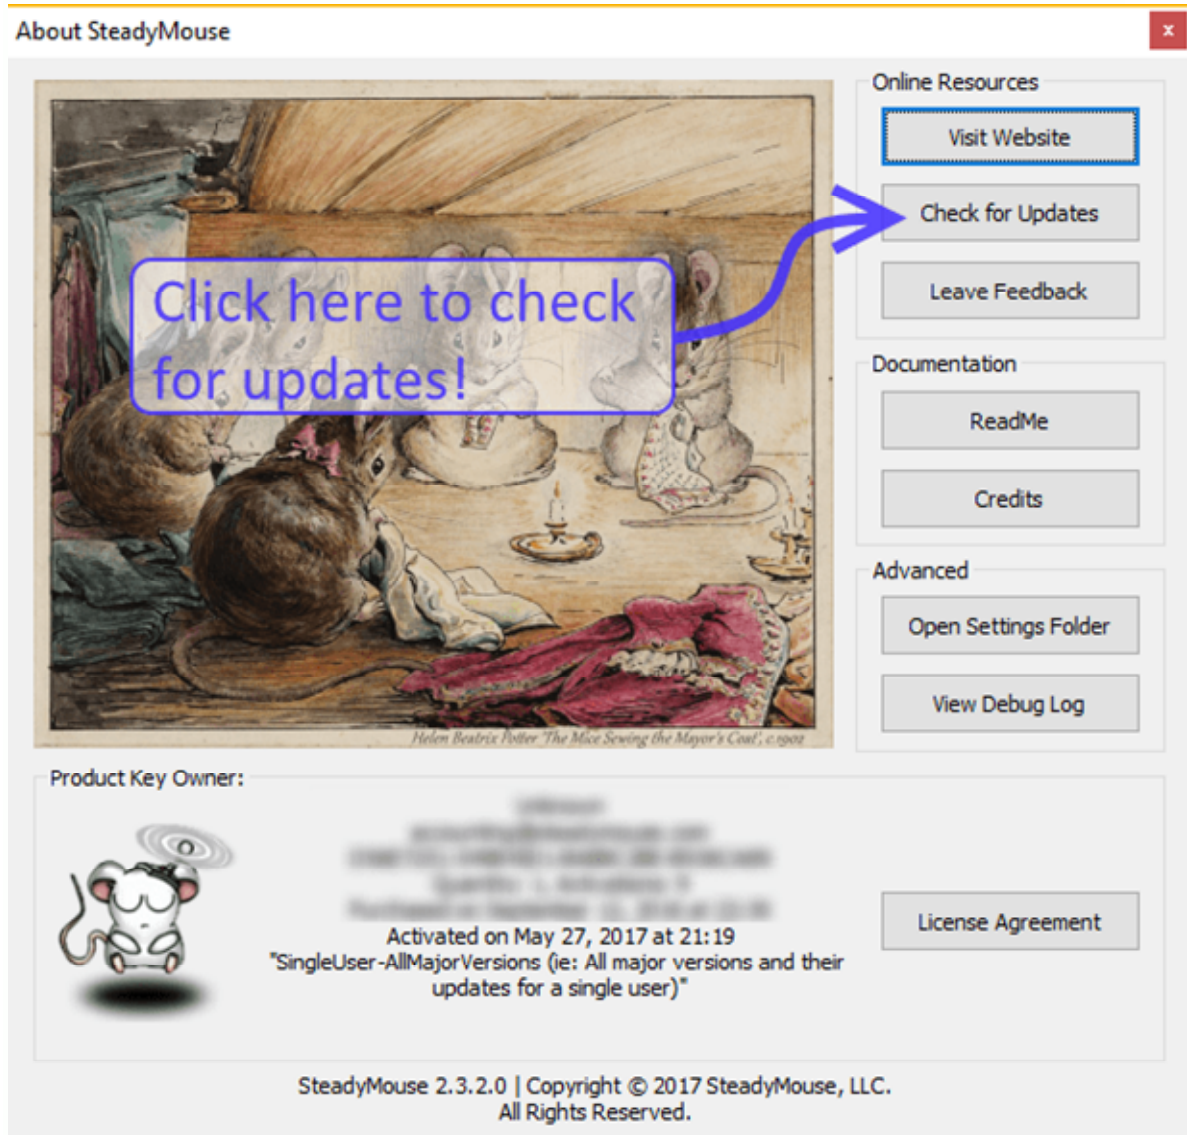 About SteadyMouse
x
Online Resources
Visit Website
Check for Updates
Leave Feedback
Click here to check
for updates!
Documentation
ReadMe
Credits
Advanced
Open Settings Folder
View Debug Log
Helen Beatrix Potter 'The Mice Sewing the Mayor's Coat', c.1902
Product Key Owner:
Activated on May 27, 2017 at 21:19
"SingleUser-AllMajorVersions (ie: All major versions and their
updates for a single user)"
License Agreement
SteadyMouse 2.3.2.0 | Copyright © 2017 SteadyMouse, LLC.
All Rights Reserved.